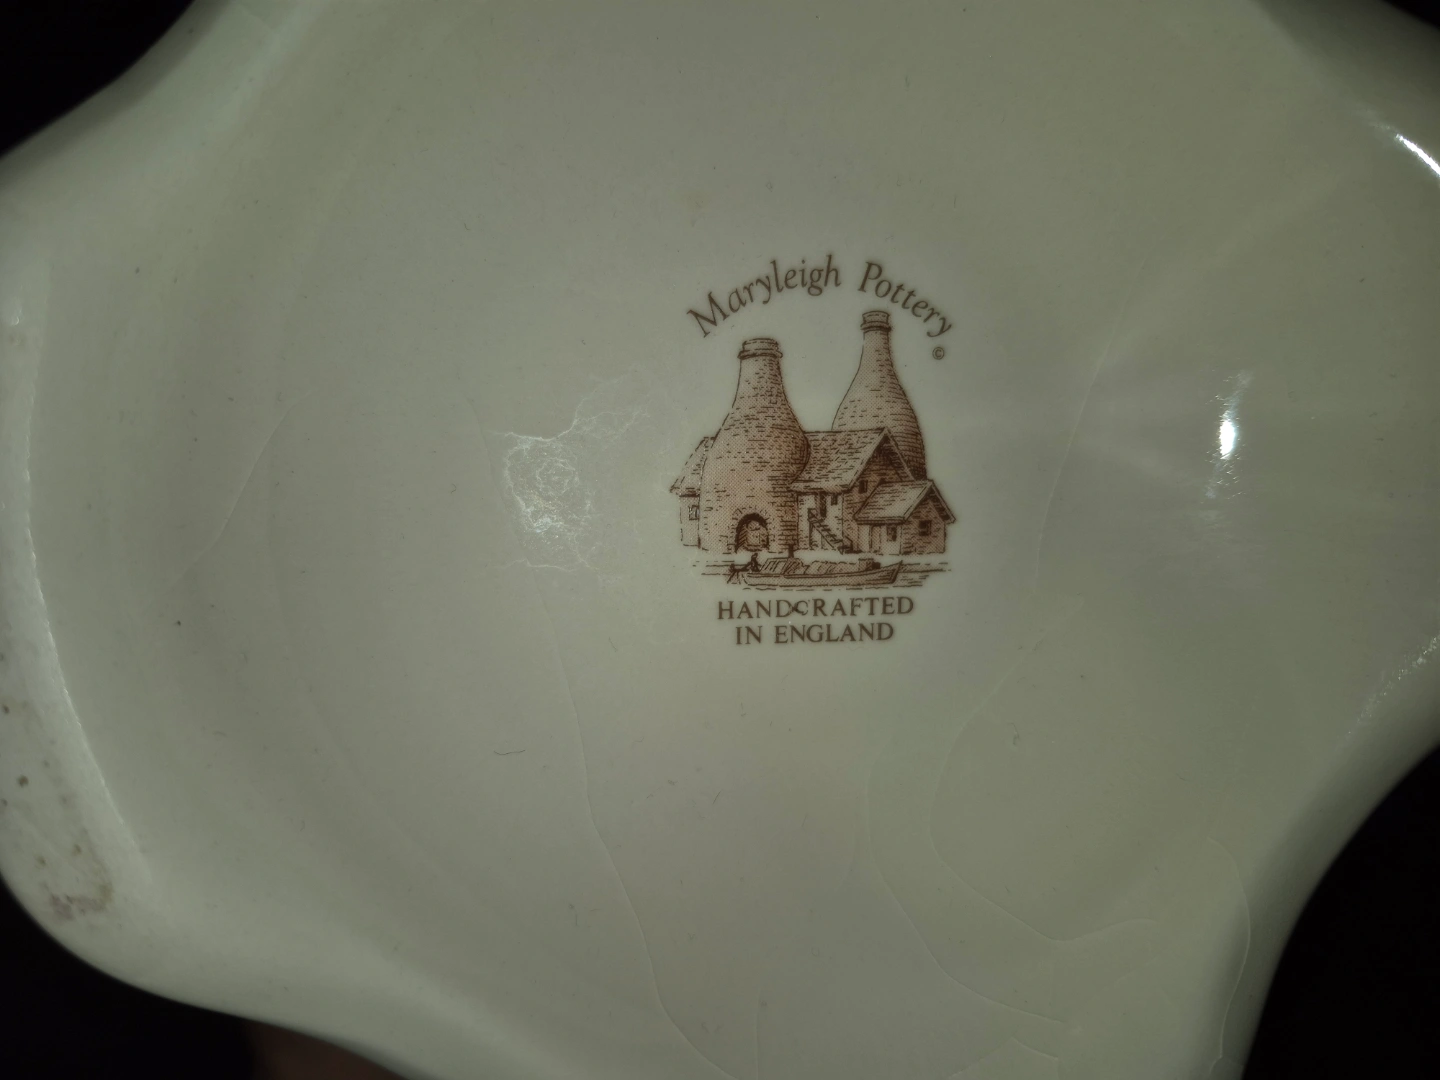 Maryleigh Pottery
©
HANDCRAFTED
IN ENGLAND